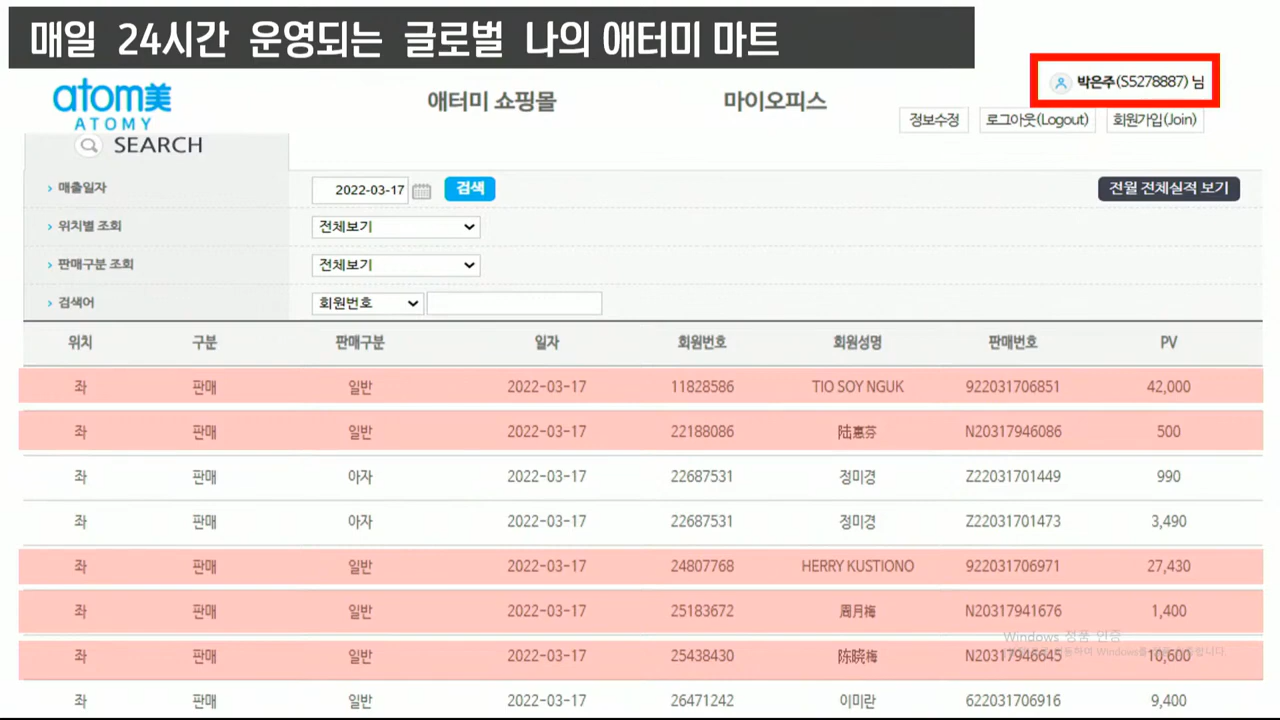 매일 24시간 운영되는 글로벌 나의 애터미 마트
박은주(S5278887) 님
atom美
ATOMY
애터미 쇼핑몰 마이오피스
정보수정 로그아웃(Logout) 회원가입(Join)
SEARCH
매출일자 2022-03-17 검색 전월 전체실적 보기
위치별 조회 전체보기
판매구분 조회 전체보기
검색어 회원번호
위치 구분 판매구분 일자 회원번호 회원성명 판매번호 PV
좌 판매 일반 2022-03-17 11828586 TIO SOY NGUK 922031706851 42,000
좌 판매 일반 2022-03-17 22188086 陆惠芬 N20317946086 500
좌 판매 아자 2022-03-17 22687531 정미경 Z22031701449 990
좌 판매 아자 2022-03-17 22687531 정미경 Z22031701473 3,490
좌 판매 일반 2022-03-17 24807768 HERRY KUSTIONO 922031706971 27,430
좌 판매 일반 2022-03-17 25183672 周月梅 N20317941676 1,400
Windows 정품 인증
좌 판매 일반 2022-03-17 25438430 陈晓梅 N20317946645 10,600
좌 판매 일반 2022-03-17 26471242 이미란 622031706916 9,400